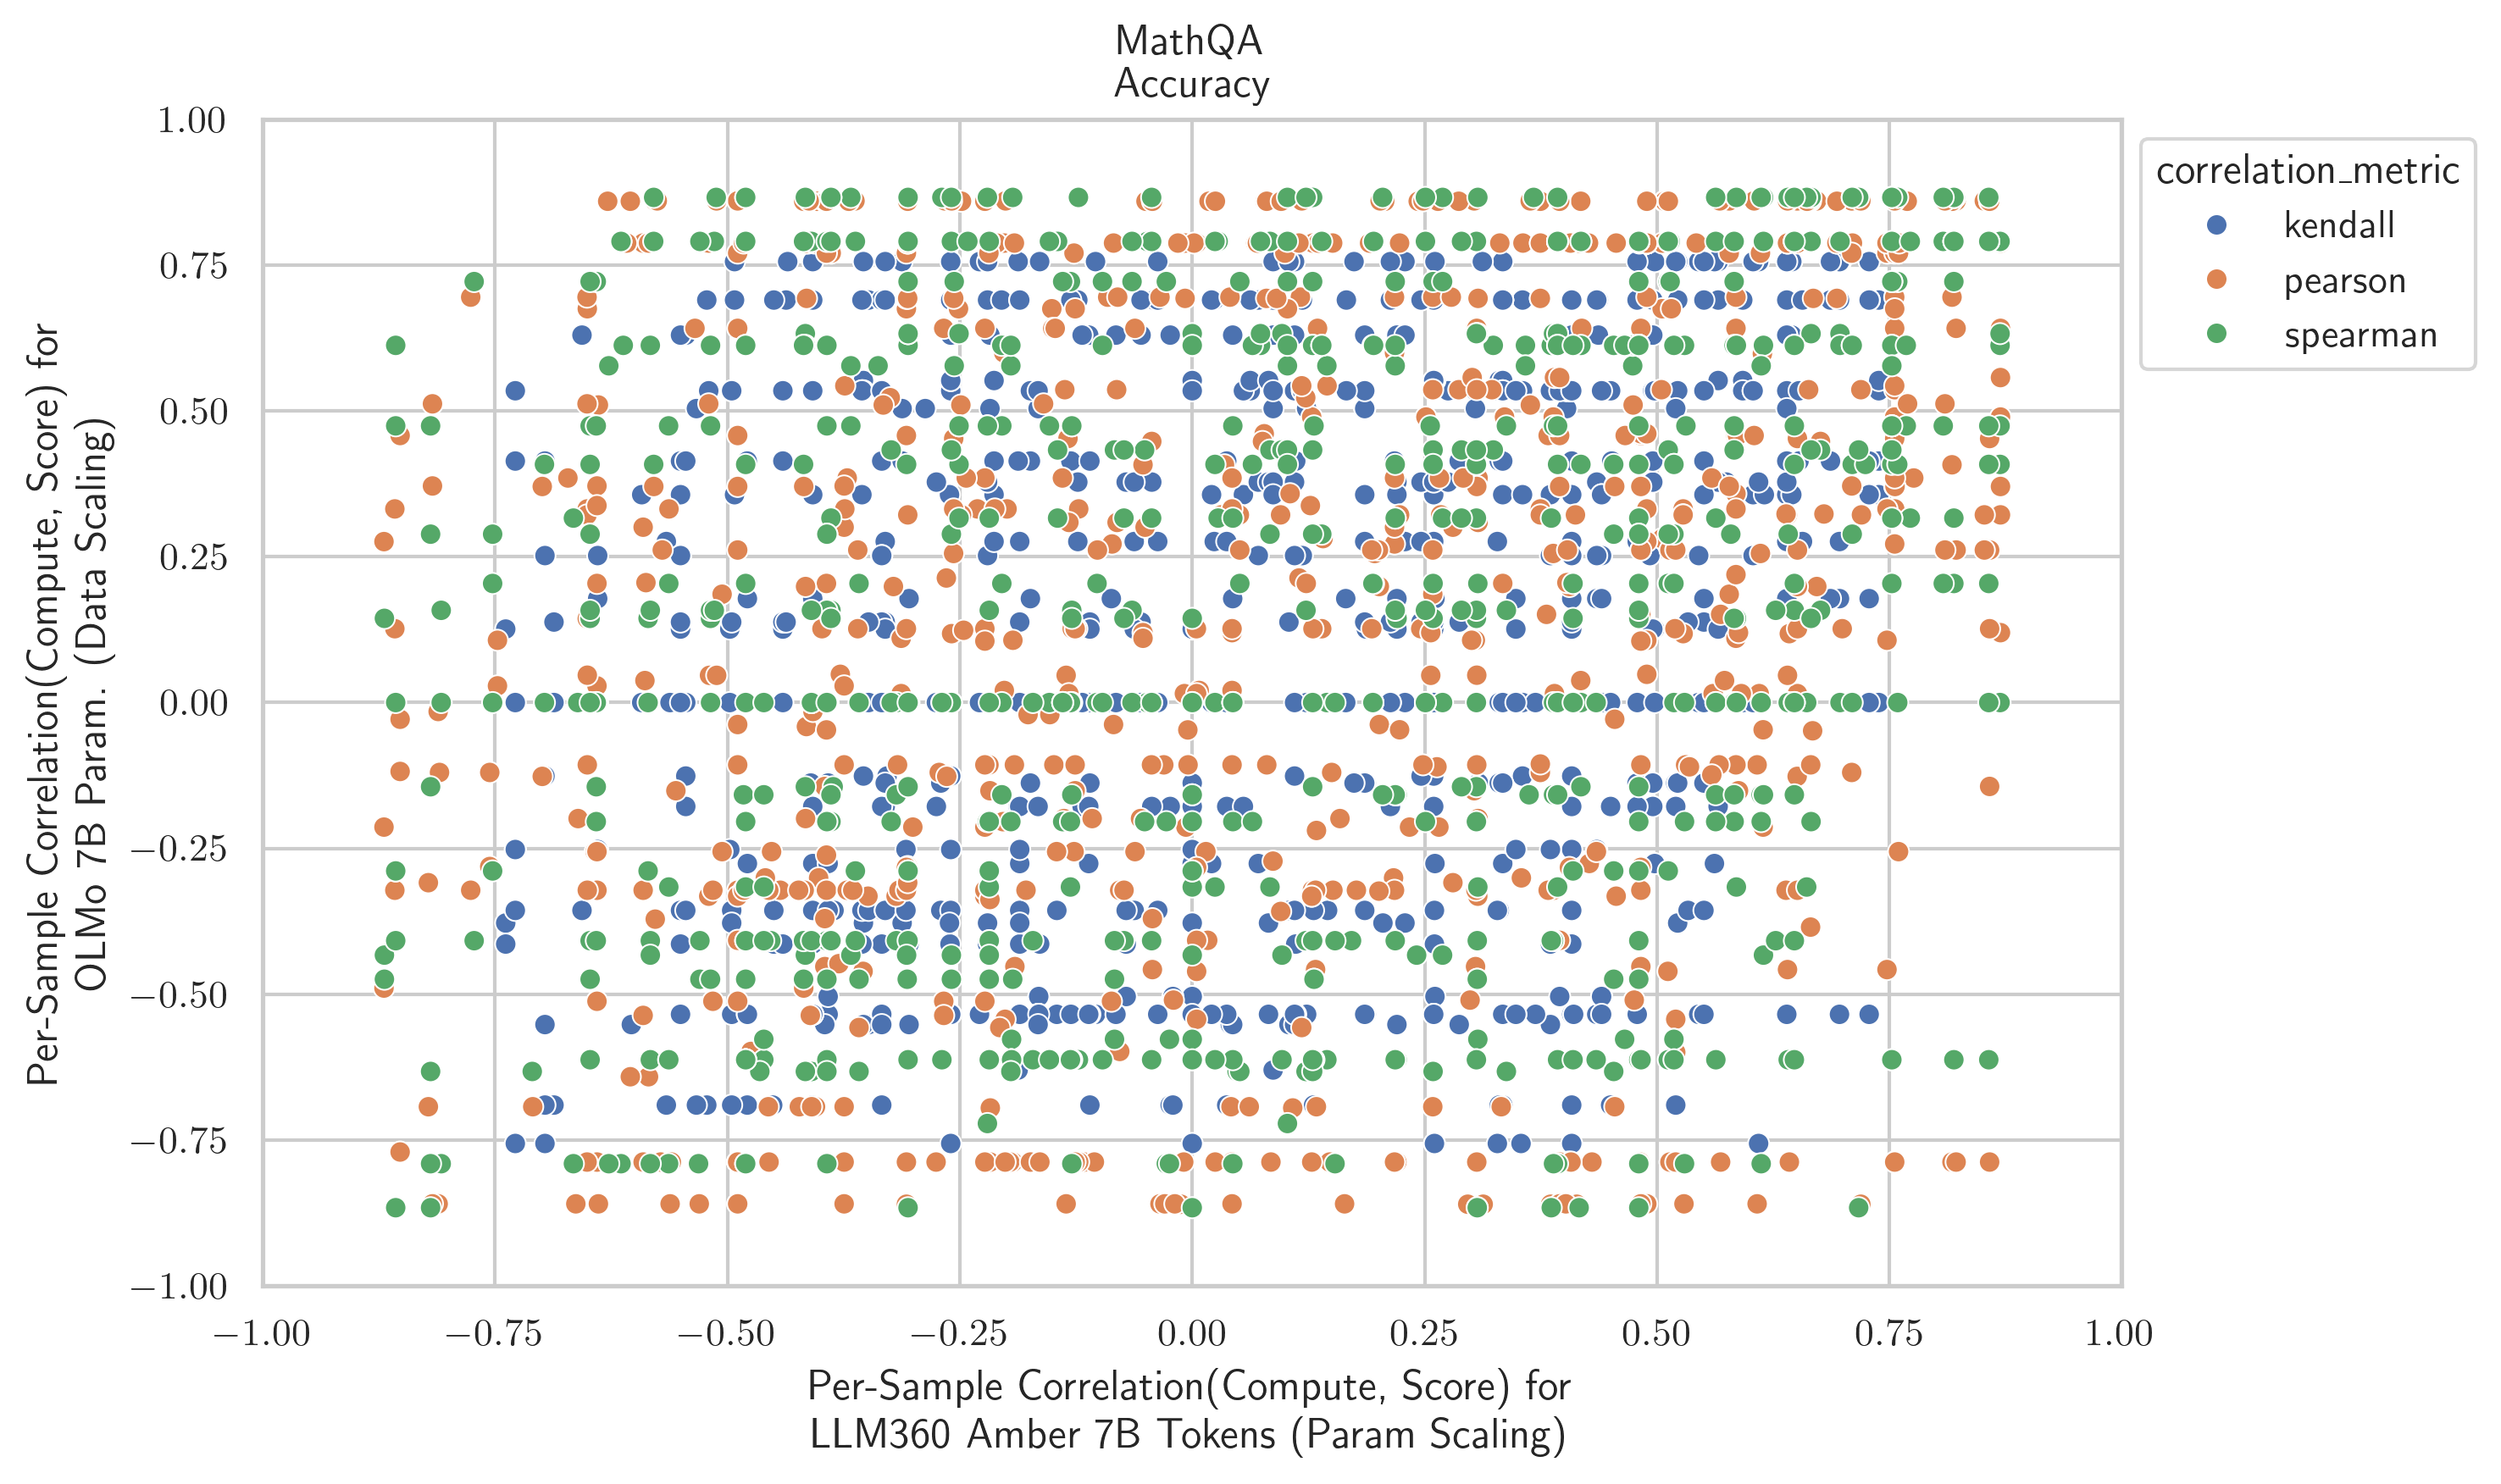 MathQA
Accuracy
Per-Sample Correlation(Compute, Score) for
OLMo 7B Param. (Data Scaling)
1.00
0.75
0.50
0.25
0.00
−0.25
−0.50
−0.75
−1.00
−1.00 −0.75 −0.50 −0.25 0.00 0.25 0.50 0.75 1.00
Per-Sample Correlation(Compute, Score) for
LLM360 Amber 7B Tokens (Param Scaling)
correlation_metric
kendall
pearson
spearman